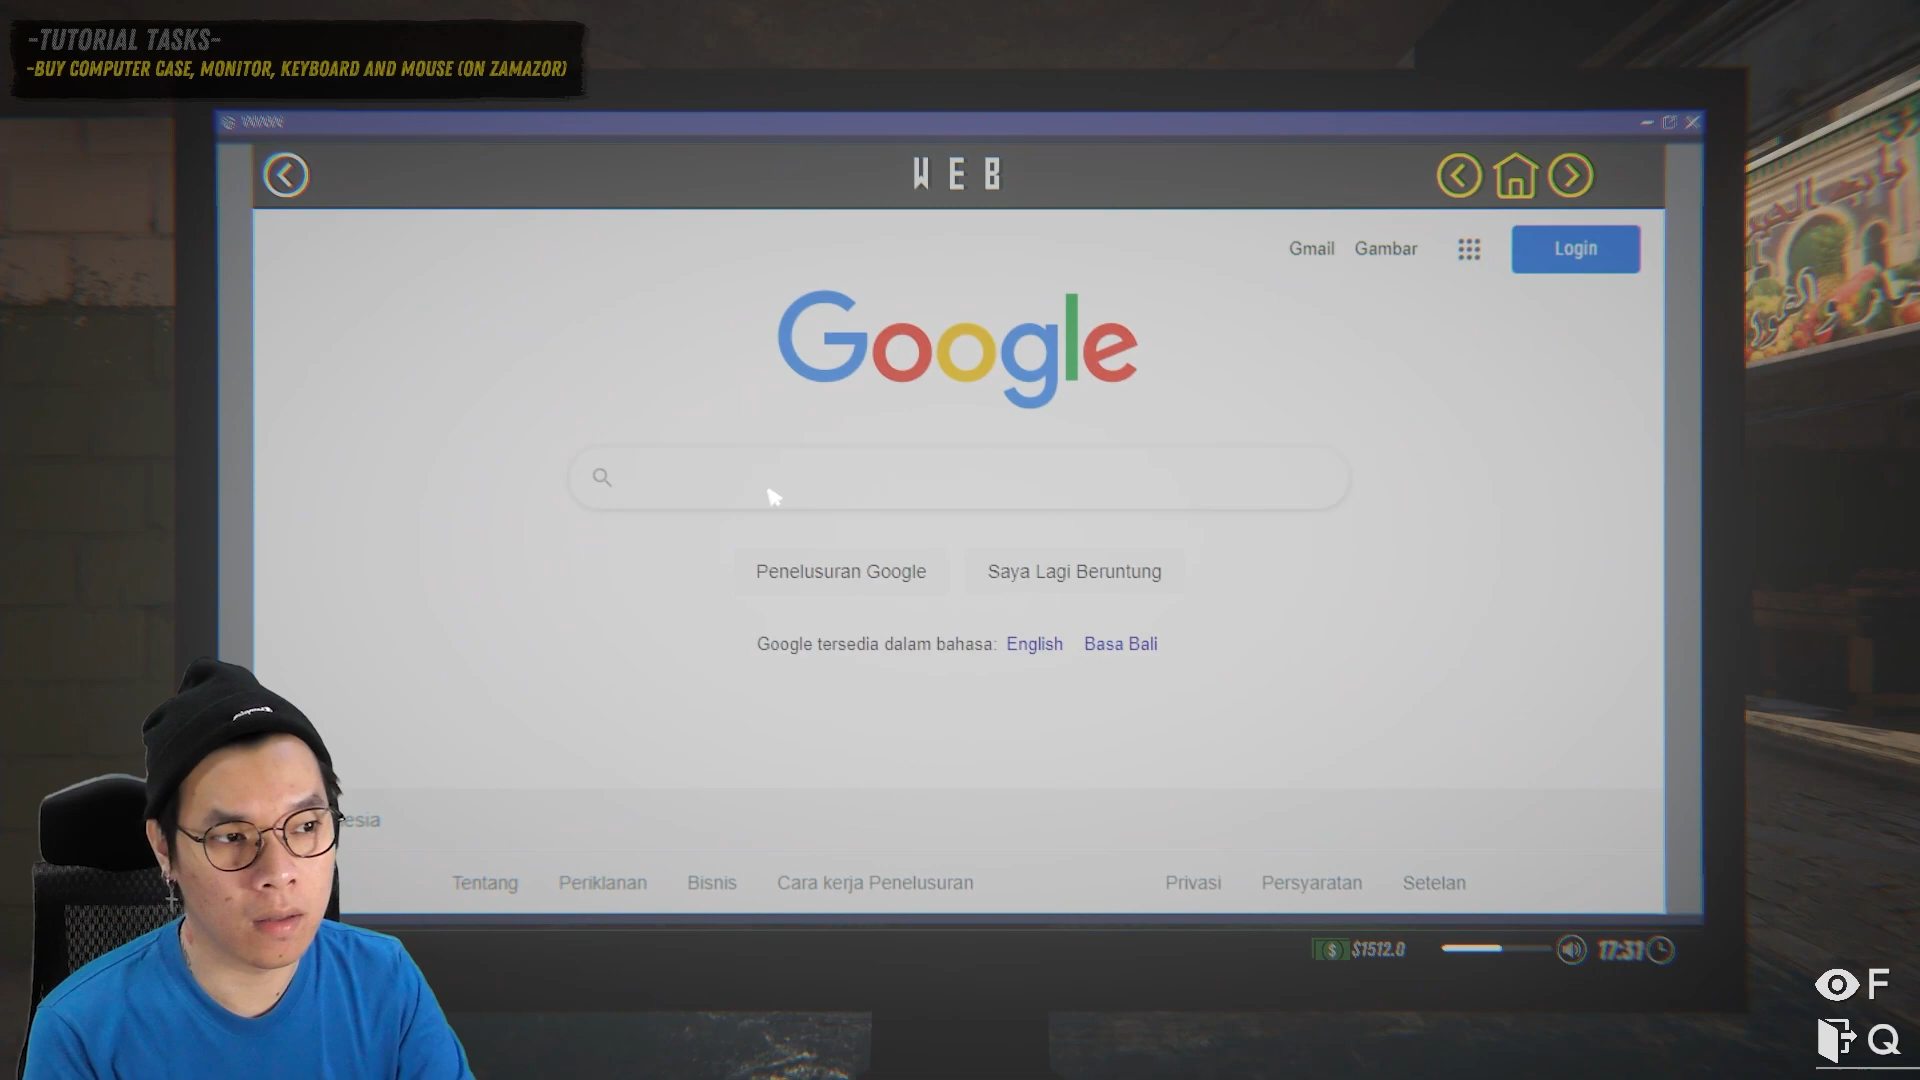 -TUTORIAL TASKS-
-BUY COMPUTER CASE, MONITOR, KEYBOARD AND MOUSE (ON ZAMAZOR)
WEB
Gmail Gambar Login
Google
Penelusuran Google Saya Lagi Beruntung
Google tersedia dalam bahasa: English Basa Bali
esia
Tentang Periklanan Bisnis Cara kerja Penelusuran Privasi Persyaratan Setelan
$1512.0 17:31
F
Q